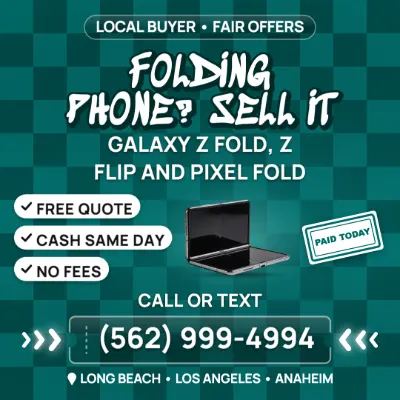 LOCAL BUYER • FAIR OFFERS
FOLDING
PHONE? SELL IT
GALAXY Z FOLD, Z
FLIP AND PIXEL FOLD
FREE QUOTE
CASH SAME DAY
NO FEES
PAID TODAY
CALL OR TEXT
(562) 999-4994
LONG BEACH • LOS ANGELES • ANAHEIM